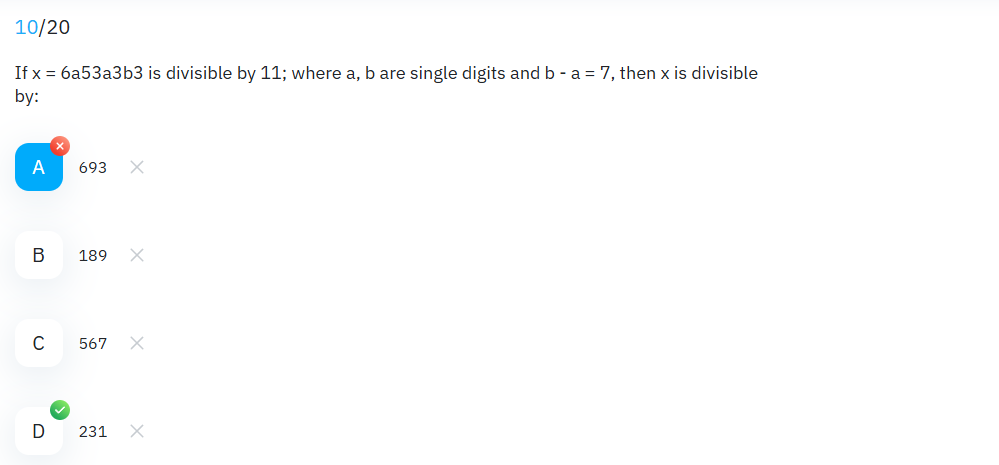 10/20
If x = 6a53a3b3 is divisible by 11; where a, b are single digits and b - a = 7, then x is divisible
by:
A 693
B 189
C 567
D 231